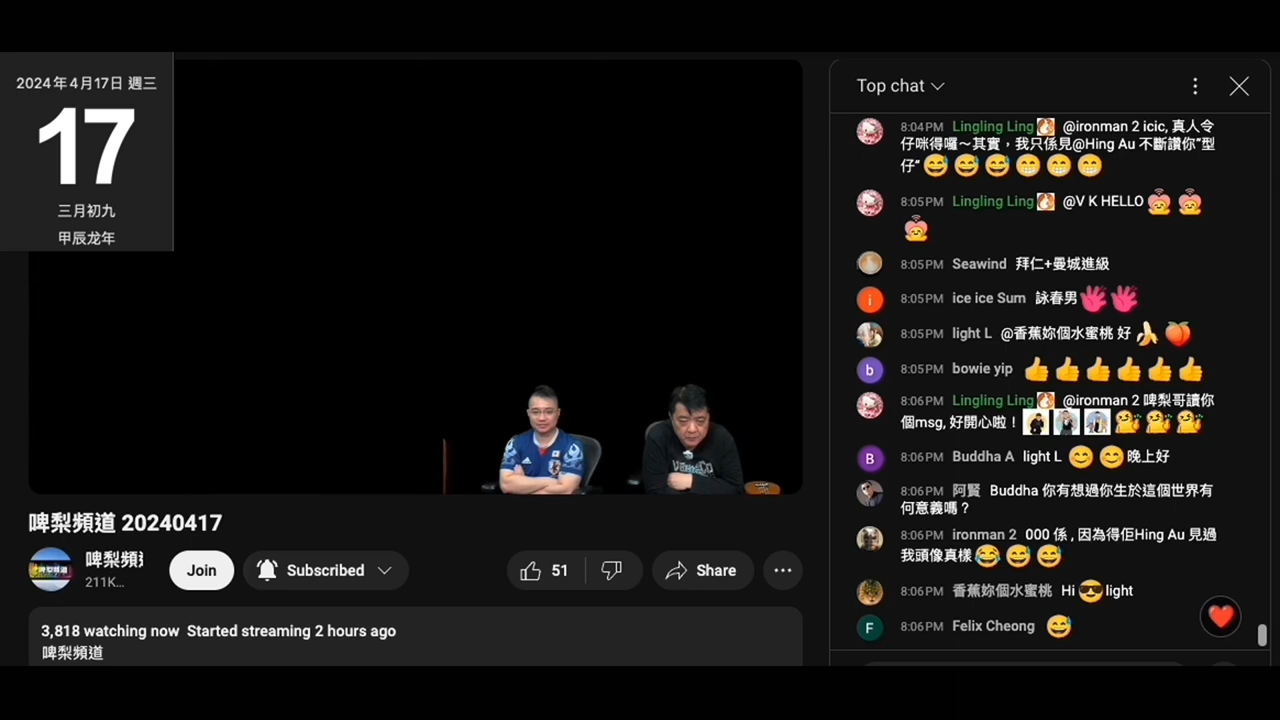 2024年4月17日 週三
17
三月初九
甲辰龙年
啤梨頻道 20240417
啤梨頻道
211K...
Join
Subscribed
51
Share
3,818 watching now Started streaming 2 hours ago
啤梨頻道
Top chat
8:04PM Lingling Ling @ironman 2 icic, 真人令
仔咪得囉～其實，我只係見@Hing Au 不斷讚你“型
仔“
8:05PM Lingling Ling @V K HELLO
8:05PM Seawind 拜仁+曼城進級
8:05PM ice ice Sum 詠春男
8:05PM light L @香蕉妳個水蜜桃 好
8:05PM bowie yip
8:06PM Lingling Ling @ironman 2 啤梨哥讀你
個msg, 好開心啦！
8:06PM Buddha A light L 晚上好
8:06PM 阿賢 Buddha 你有想過你生於這個世界有
何意義嗎？
8:06PM ironman 2 000 係 , 因為得佢Hing Au 見過
我頭像真樣
8:06PM 香蕉妳個水蜜桃 Hi light
8:06PM Felix Cheong